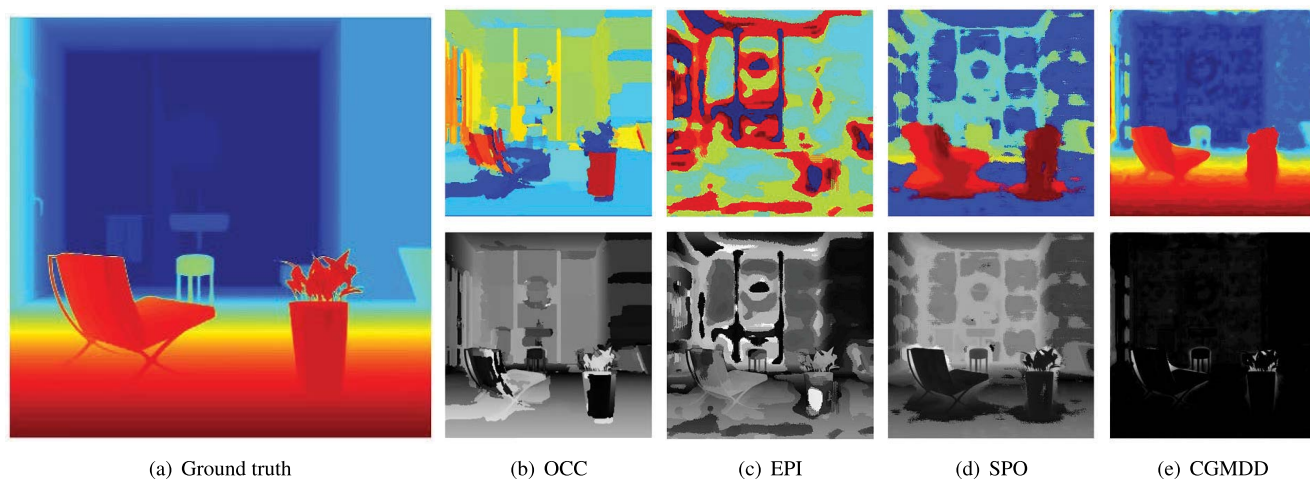 (a) Ground truth
(b) OCC
(c) EPI
(d) SPO
(e) CGMDD